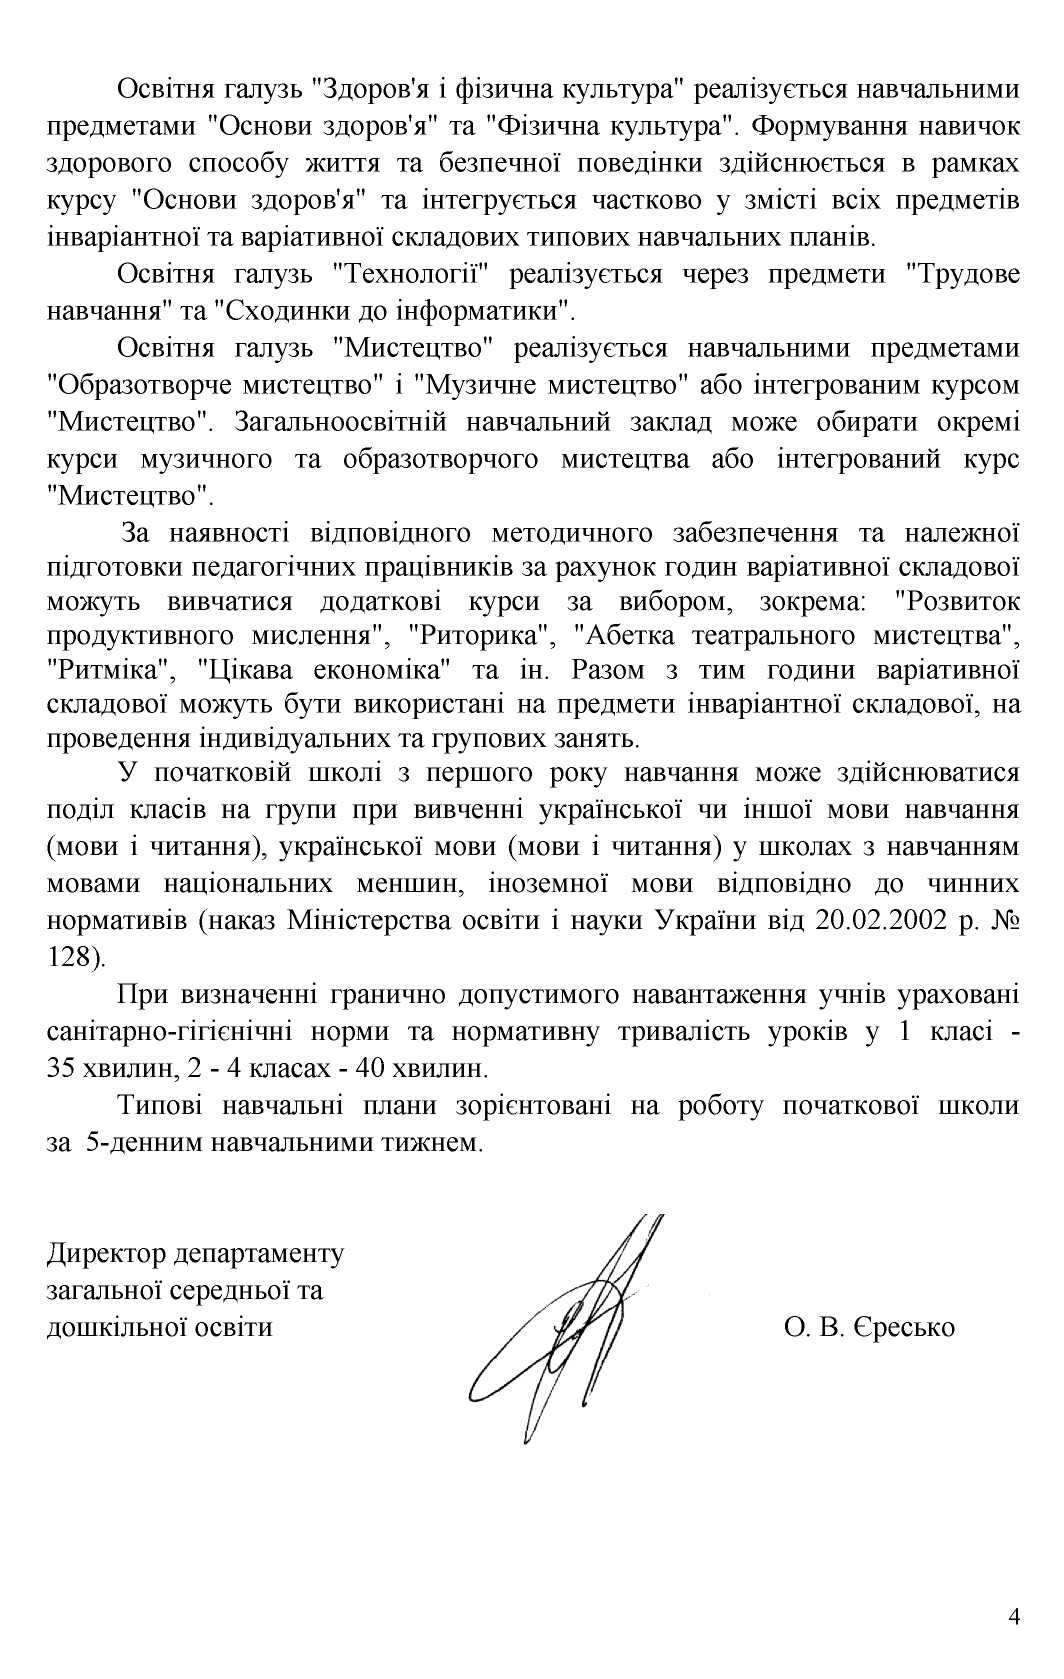 Освітня галузь "Здоров'я і фізична культура" реалізується навчальними
предметами "Основи здоров'я" та "Фізична культура". Формування навичок
здорового способу життя та безпечної поведінки здійснюється в рамках
курсу "Основи здоров'я" та інтегрується частково у змісті всіх предметів
інваріантної та варіативної складових типових навчальних планів.
Освітня галузь "Технології" реалізується через предмети "Трудове
навчання" та "Сходинки до інформатики".
Освітня галузь "Мистецтво" реалізується навчальними предметами
"Образотворче мистецтво" і "Музичне мистецтво" або інтегрованим курсом
"Мистецтво". Загальноосвітній навчальний заклад може обирати окремі
курси музичного та образотворчого мистецтва або інтегрований курс
"Мистецтво".
За наявності відповідного методичного забезпечення та належної
підготовки педагогічних працівників за рахунок годин варіативної складової
можуть вивчатися додаткові курси за вибором, зокрема: "Розвиток
продуктивного мислення", "Риторика", "Абетка театрального мистецтва",
"Ритміка", "Цікава економіка" та ін. Разом з тим години варіативної
складової можуть бути використані на предмети інваріантної складової, на
проведення індивідуальних та групових занять.
У початковій школі з першого року навчання може здійснюватися
поділ класів на групи при вивченні української чи іншої мови навчання
(мови і читання), української мови (мови і читання) у школах з навчанням
мовами національних меншин, іноземної мови відповідно до чинних
нормативів (наказ Міністерства освіти і науки України від 20.02.2002 р. №
128).
При визначенні гранично допустимого навантаження учнів ураховані
санітарно-гігієнічні норми та нормативну тривалість уроків у 1 класі -
35 хвилин, 2 - 4 класах - 40 хвилин.
Типові навчальні плани зорієнтовані на роботу початкової школи
за 5-денним навчальними тижнем.
Директор департаменту
загальної середньої та
дошкільної освіти О. В. Єресько
4